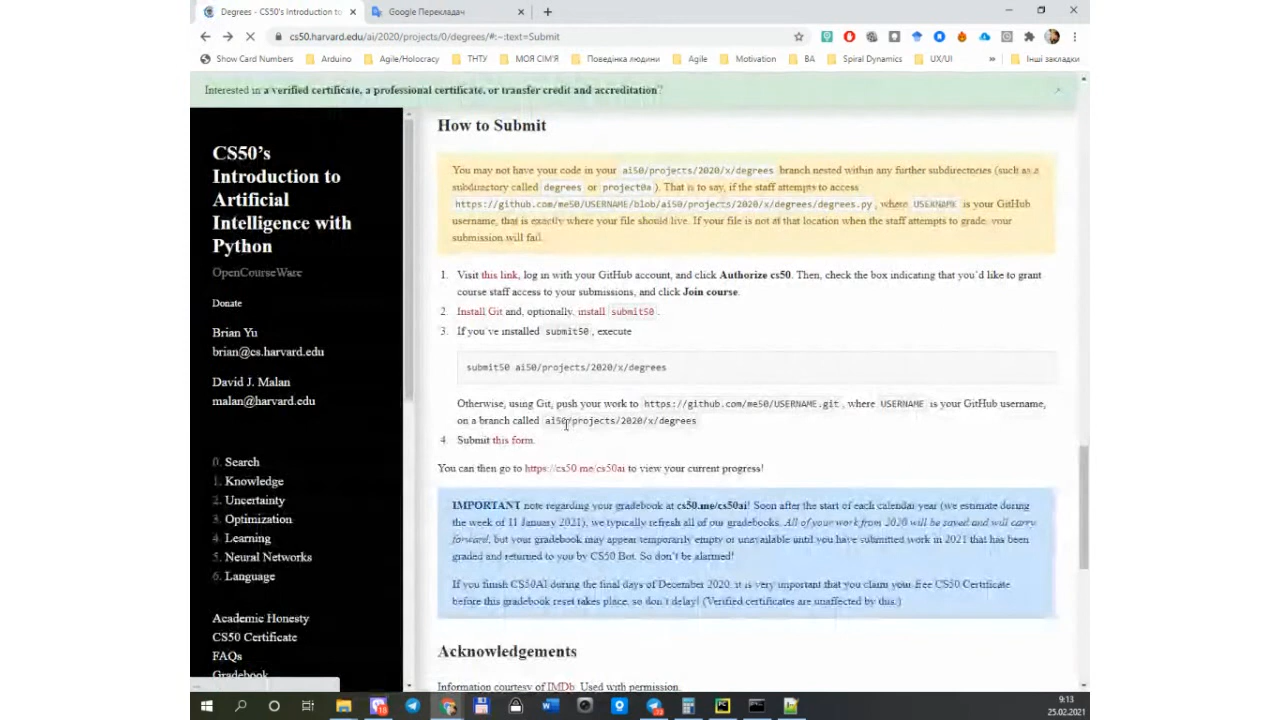 Degrees - CS50's Introduction to
Google Перекладач
cs50.harvard.edu/ai/2020/projects/0/degrees/#:~:text=Submit
Show Card Numbers
Arduino
Agile/Holocracy
ТНТУ
МОЯ СІМ'Я
Поведінка людини
Agile
Motivation
BA
Spiral Dynamics
UX/UI
»
Інші закладки
Interested in a verified certificate, a professional certificate, or transfer credit and accreditation?
CS50's
Introduction to
Artificial
Intelligence with
Python
OpenCourseWare
Donate
Brian Yu
brian@cs.harvard.edu
David J. Malan
malan@harvard.edu
0. Search
1. Knowledge
2. Uncertainty
3. Optimization
4. Learning
5. Neural Networks
6. Language
Academic Honesty
CS50 Certificate
FAQs
Gradebook
How to Submit
You may not have your code in your ai50/projects/2020/x/degrees branch nested within any further subdirectories (such as a
subdirectory called degrees or project0a). That is to say, if the staff attempts to access
https://github.com/me50/USERNAME/blob/ai50/projects/2020/x/degrees/degrees.py, where USERNAME is your GitHub
username, that is exactly where your file should live. If your file is not at that location when the staff attempts to grade, your
submission will fail.
1. Visit this link, log in with your GitHub account, and click Authorize cs50. Then, check the box indicating that you'd like to grant
course staff access to your submissions, and click Join course.
2. Install Git and, optionally, install submit50.
3. If you've installed submit50, execute
submit50 ai50/projects/2020/x/degrees
Otherwise, using Git, push your work to https://github.com/me50/USERNAME.git, where USERNAME is your GitHub username,
on a branch called ai50/projects/2020/x/degrees
4. Submit this form.
You can then go to https://cs50.me/cs50ai to view your current progress!
IMPORTANT note regarding your gradebook at cs50.me/cs50ai! Soon after the start of each calendar year (we estimate during
the week of 11 January 2021), we typically refresh all of our gradebooks. All of your work from 2020 will be saved and will carry
forward, but your gradebook may appear temporarily empty or unavailable until you have submitted work in 2021 that has been
graded and returned to you by CS50 Bot. So don't be alarmed!
If you finish CS50AI during the final days of December 2020, it is very important that you claim your free CS50 Certificate
before this gradebook reset takes place, so don't delay! (Verified certificates are unaffected by this.)
Acknowledgements
Information courtesy of IMDb. Used with permission.
9:13
25.02.2021